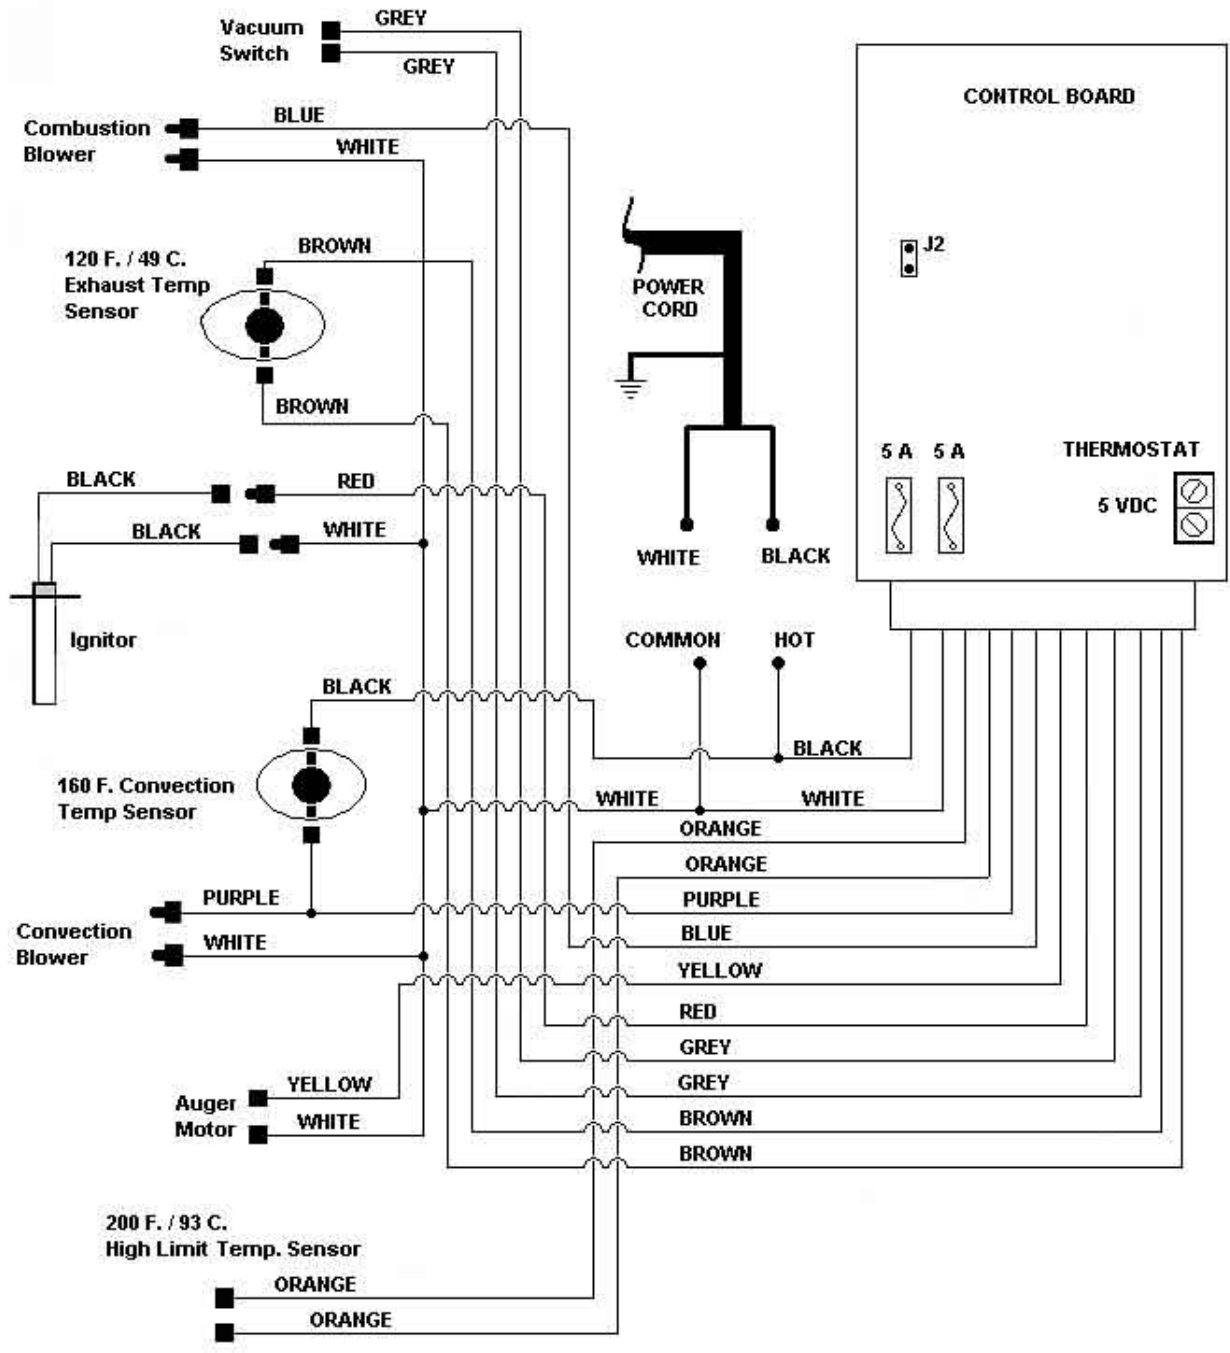 Vacuum
Switch
GREY
GREY
CONTROL BOARD
Combustion
Blower
BLUE
WHITE
120 F. / 49 C.
Exhaust Temp
Sensor
BROWN
BROWN
J2
POWER
CORD
5 A
5 A
THERMOSTAT
5 VDC
BLACK
RED
BLACK
WHITE
WHITE
BLACK
Ignitor
COMMON
HOT
BLACK
BLACK
160 F. Convection
Temp Sensor
WHITE
WHITE
ORANGE
ORANGE
PURPLE
PURPLE
Convection
Blower
WHITE
BLUE
YELLOW
RED
GREY
GREY
YELLOW
Auger
Motor
WHITE
BROWN
BROWN
200 F. / 93 C.
High Limit Temp. Sensor
ORANGE
ORANGE